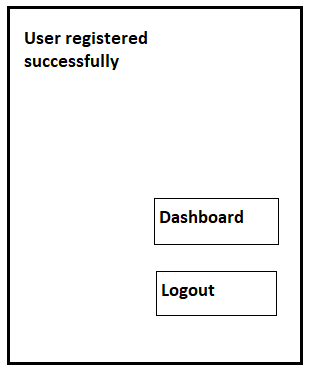 User registered
successfully
Dashboard
Logout